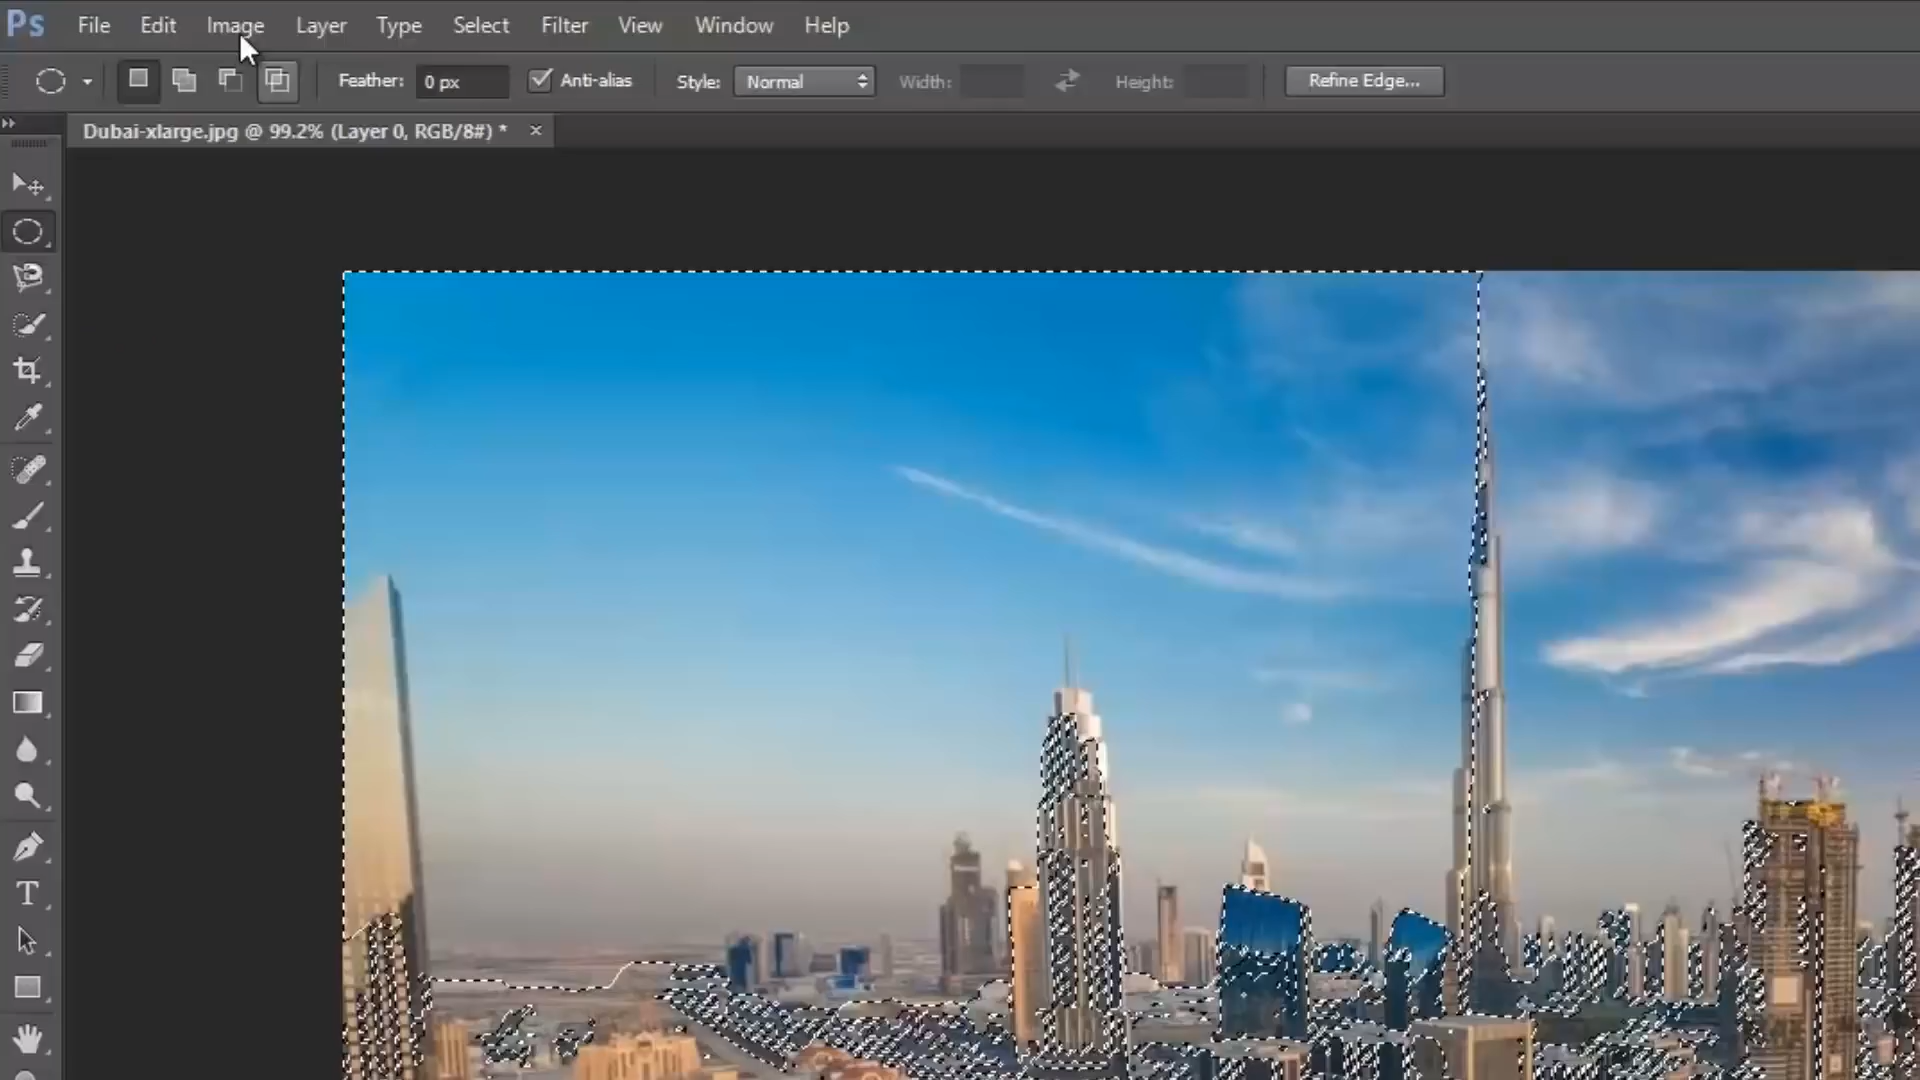 Ps File Edit Image Layer Type Select Filter View Window Help
Feather: 0 px Anti-alias Style: Normal Width: Height: Refine Edge...
Dubai-xlarge.jpg @ 99.2% (Layer 0, RGB/8#) * ×
T